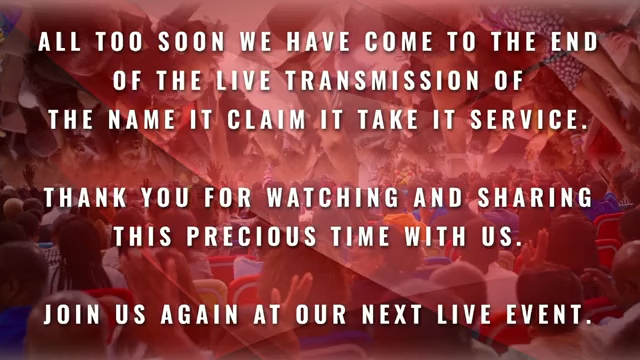 ALL TOO SOON WE HAVE COME TO THE END
OF THE LIVE TRANSMISSION OF
THE NAME IT CLAIM IT TAKE IT SERVICE.
THANK YOU FOR WATCHING AND SHARING
THIS PRECIOUS TIME WITH US.
JOIN US AGAIN AT OUR NEXT LIVE EVENT.